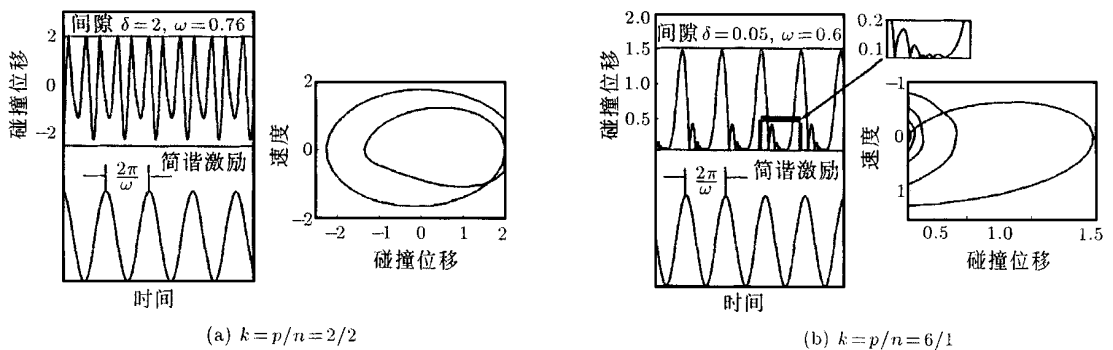 间隙 δ=2, ω=0.76
碰撞位移
2
0
−2
简谐激励
2π/ω
时间
速度
2
0
−2
−2
−1
0
1
2
碰撞位移
(a) k=p/n=2/2
间隙 δ=0.05, ω=0.6
碰撞位移
2.0
1.5
1.0
0.5
0.2
0.1
简谐激励
2π/ω
时间
速度
−1
0
1
0.5
1.0
1.5
碰撞位移
(b) k=p/n=6/1